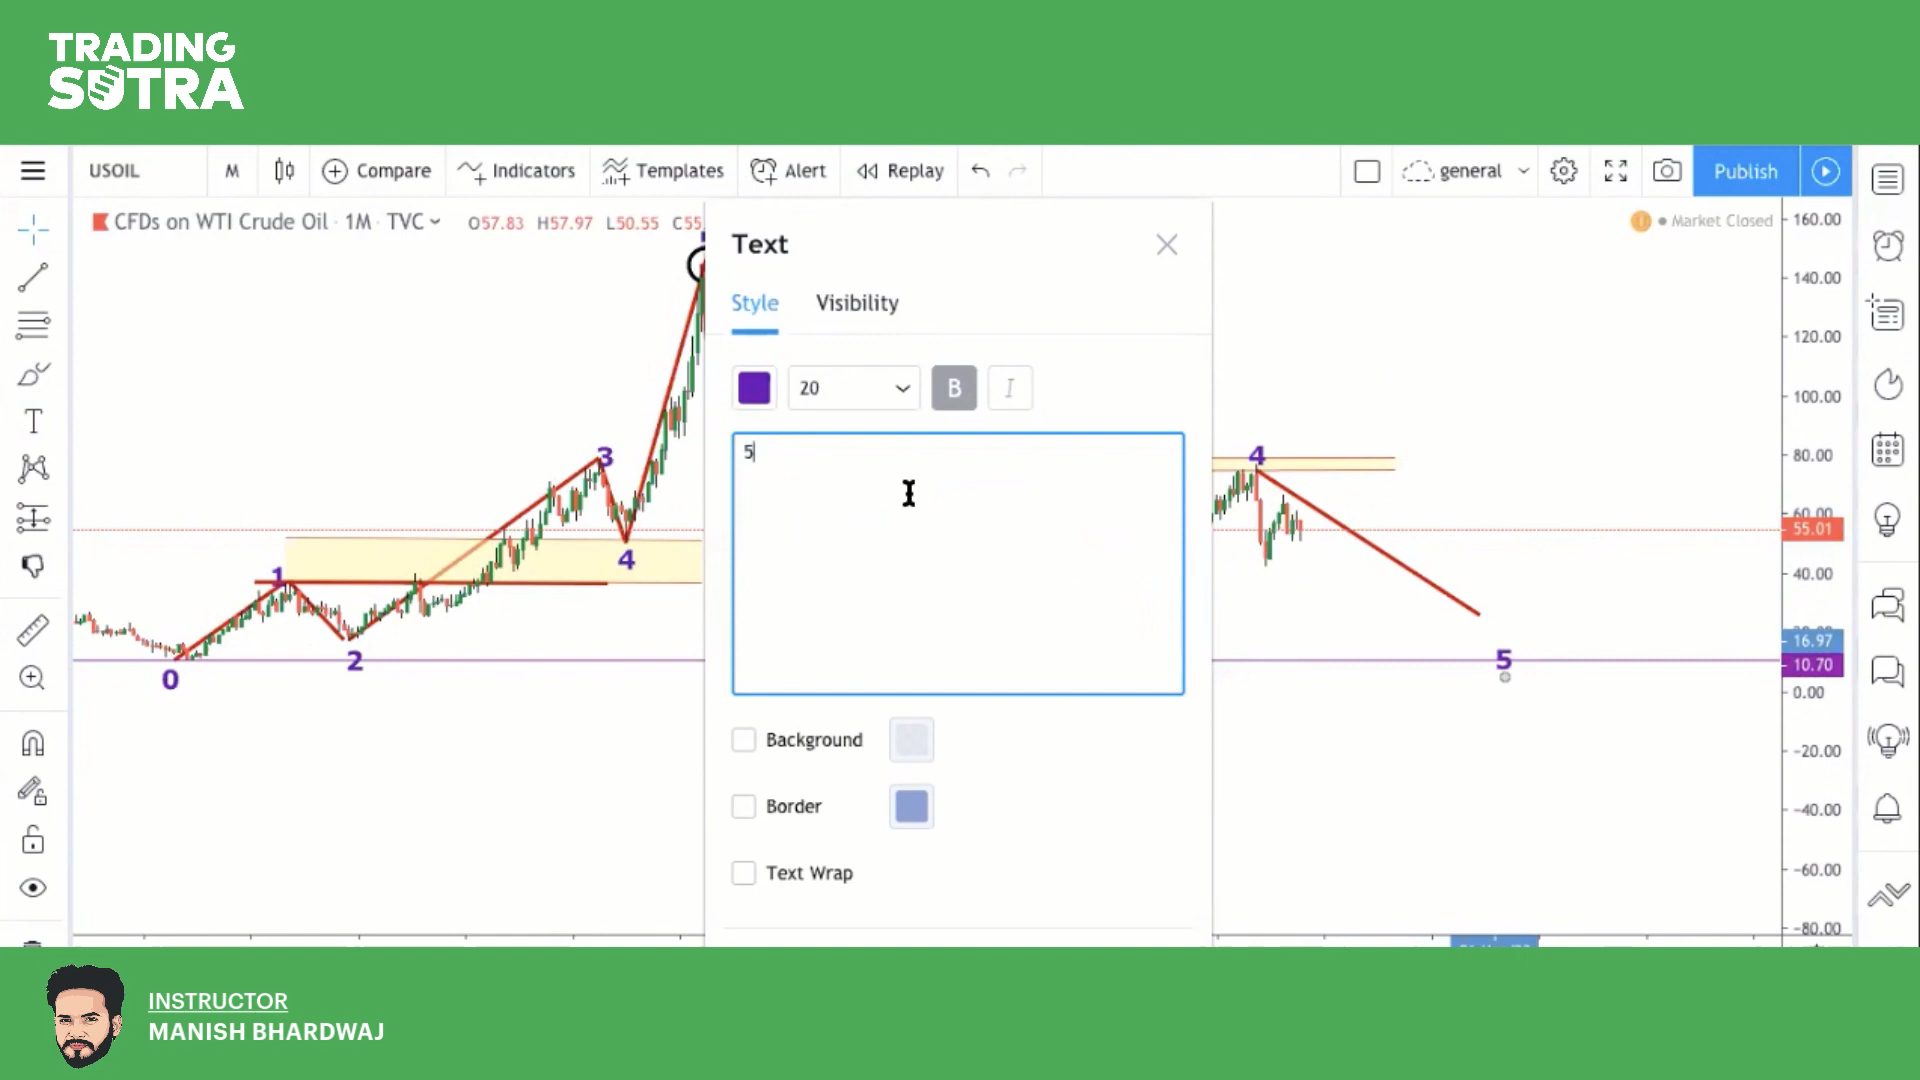 TRADING
SUTRA
USOIL M Compare Indicators Templates Alert Replay general Publish
CFDs on WTI Crude Oil · 1M · TVC O57.83 H57.97 L50.55 C55.
Market Closed
Text
Style Visibility
20 B I
5
Background
Border
Text Wrap
0
1
2
3
4
4
5
160.00
140.00
120.00
100.00
80.00
60.00
55.01
40.00
16.97
10.70
0.00
-20.00
-40.00
-60.00
-80.00
INSTRUCTOR
MANISH BHARDWAJ